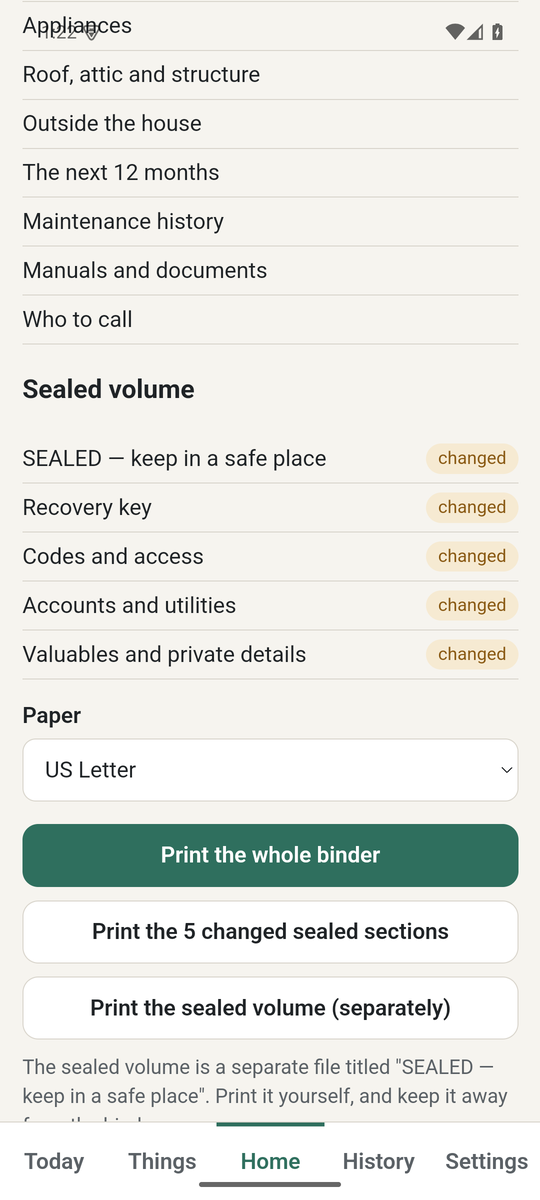 Appliances
1:22
Roof, attic and structure
Outside the house
The next 12 months
Maintenance history
Manuals and documents
Who to call
Sealed volume
SEALED — keep in a safe place changed
Recovery key changed
Codes and access changed
Accounts and utilities changed
Valuables and private details changed
Paper
US Letter
Print the whole binder
Print the 5 changed sealed sections
Print the sealed volume (separately)
The sealed volume is a separate file titled "SEALED —
keep in a safe place". Print it yourself, and keep it away
Today Things Home History Settings